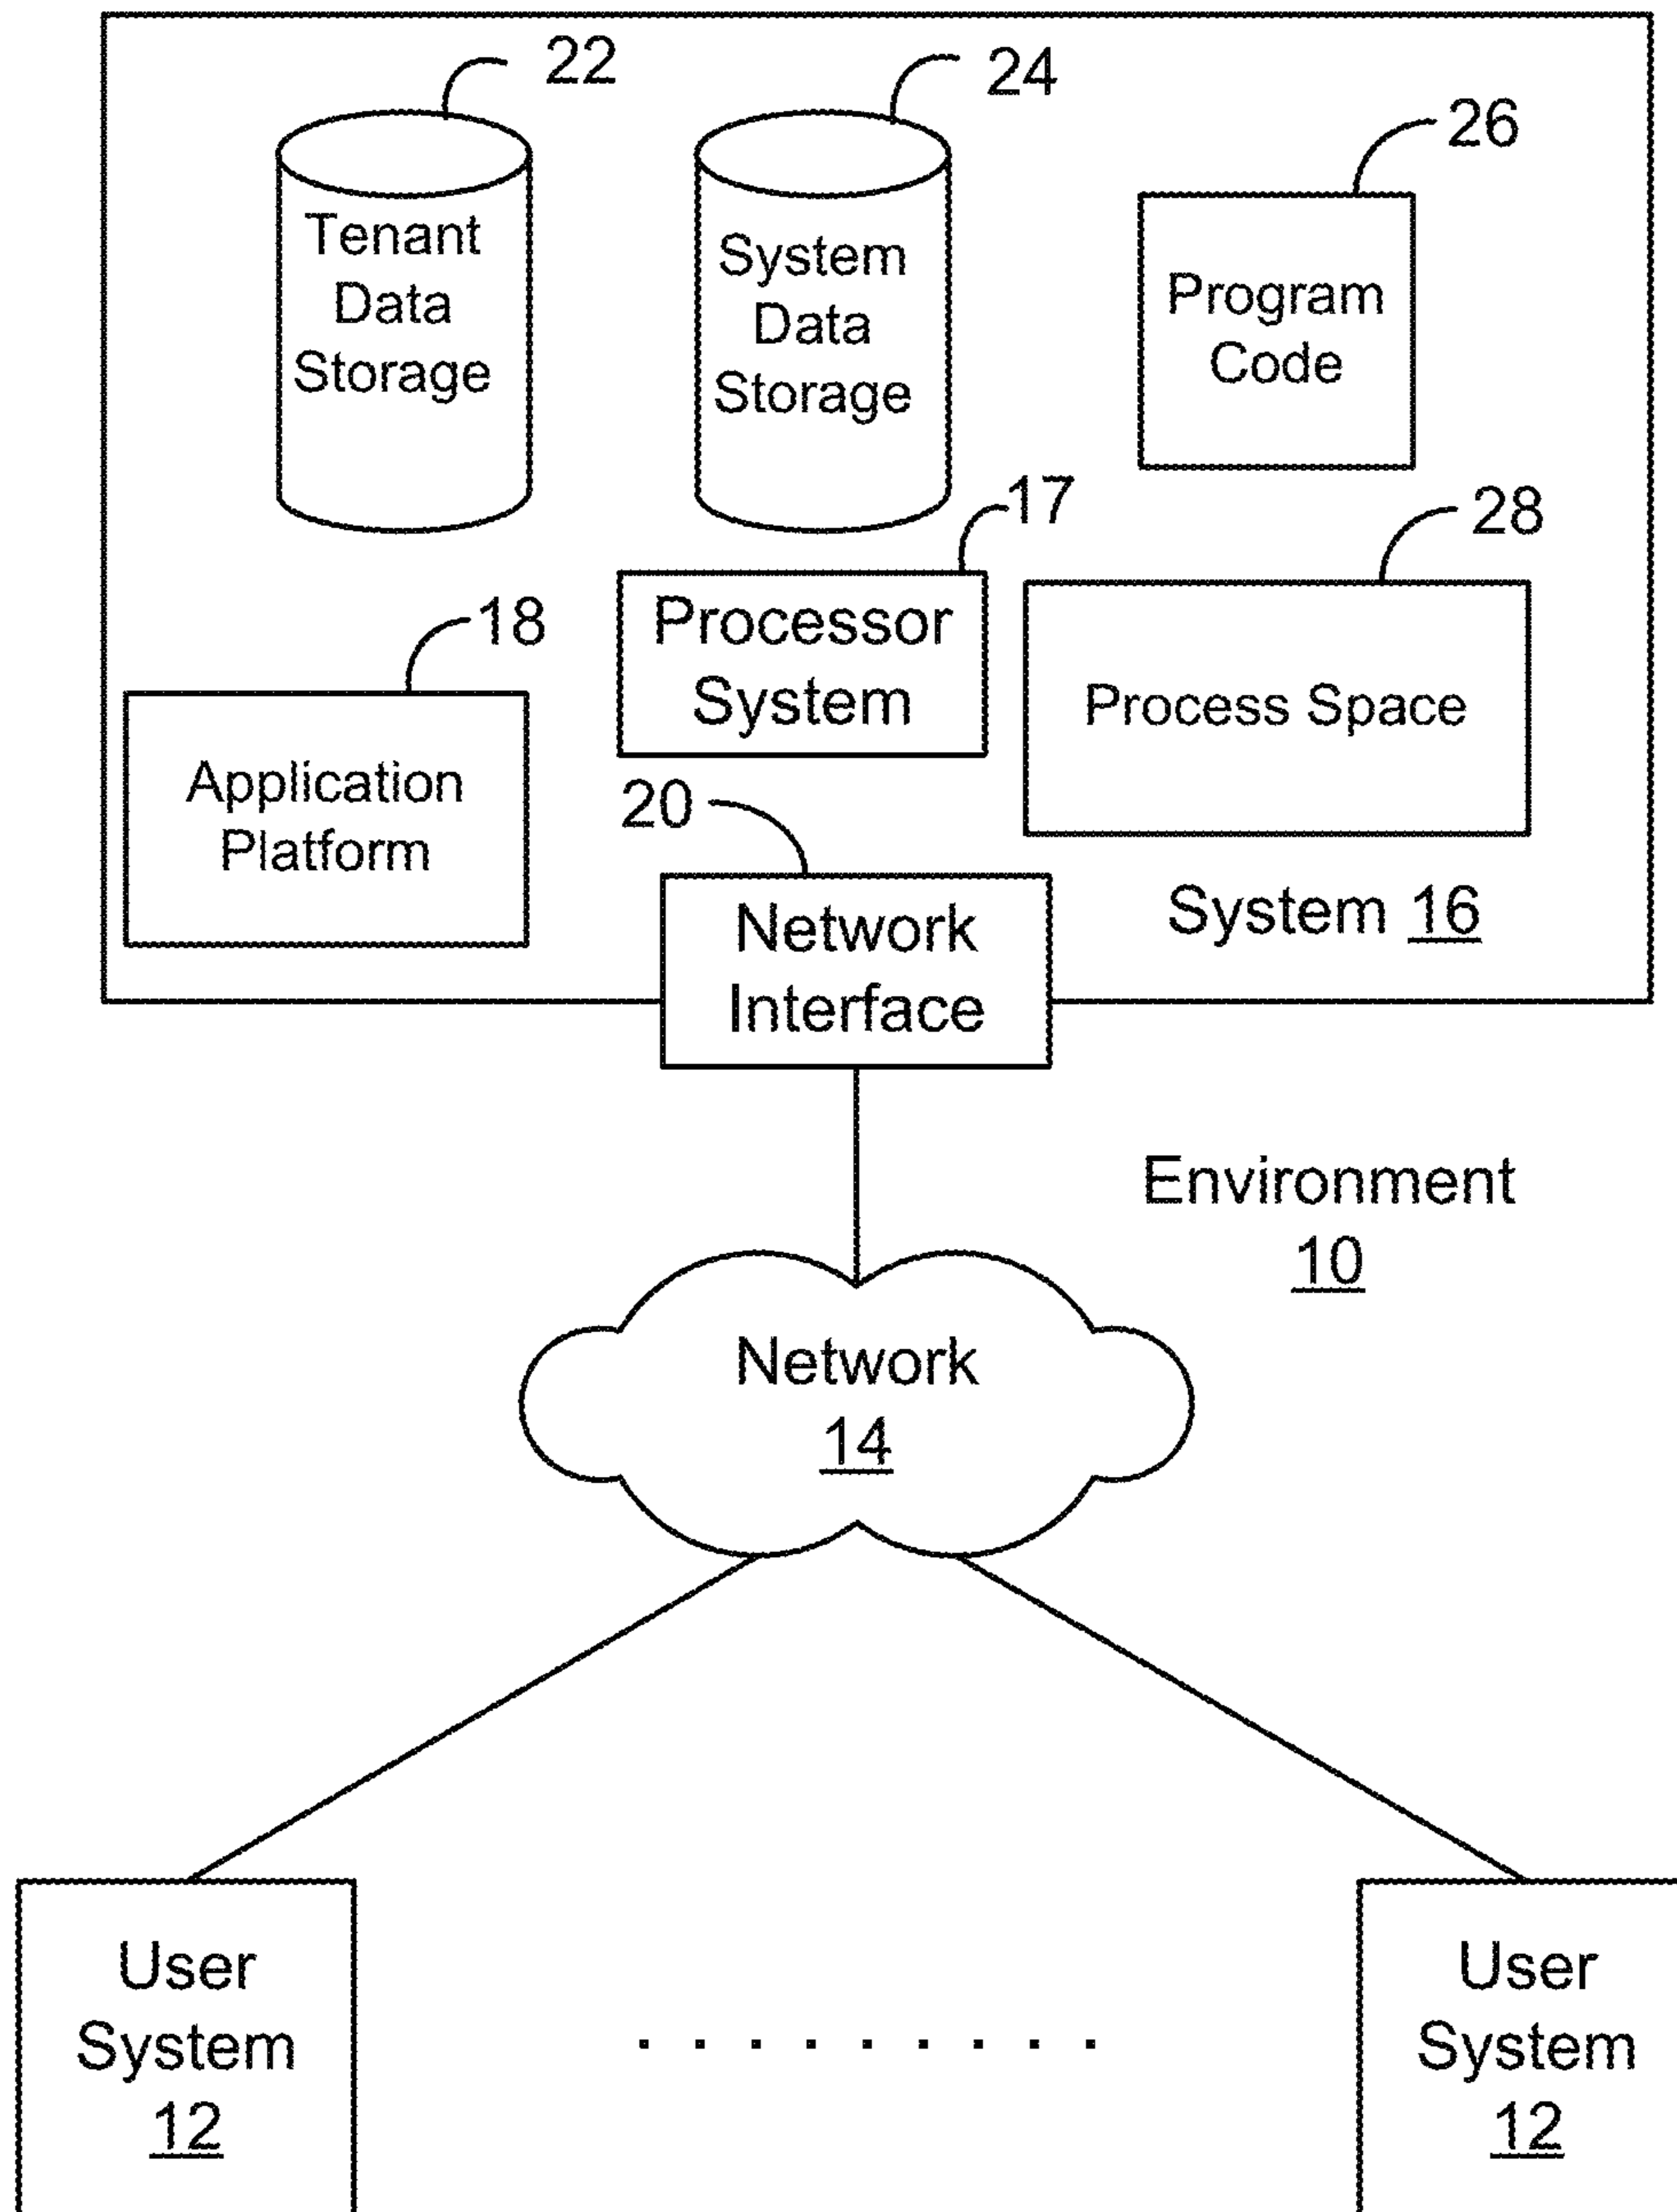 22
24
26
Tenant
Data
Storage
System
Data
Storage
Program
Code
17
28
18
Processor
System
Process Space
Application
Platform
20
Network
Interface
System 16
Environment
10
Network
14
User
System
12
User
System
12